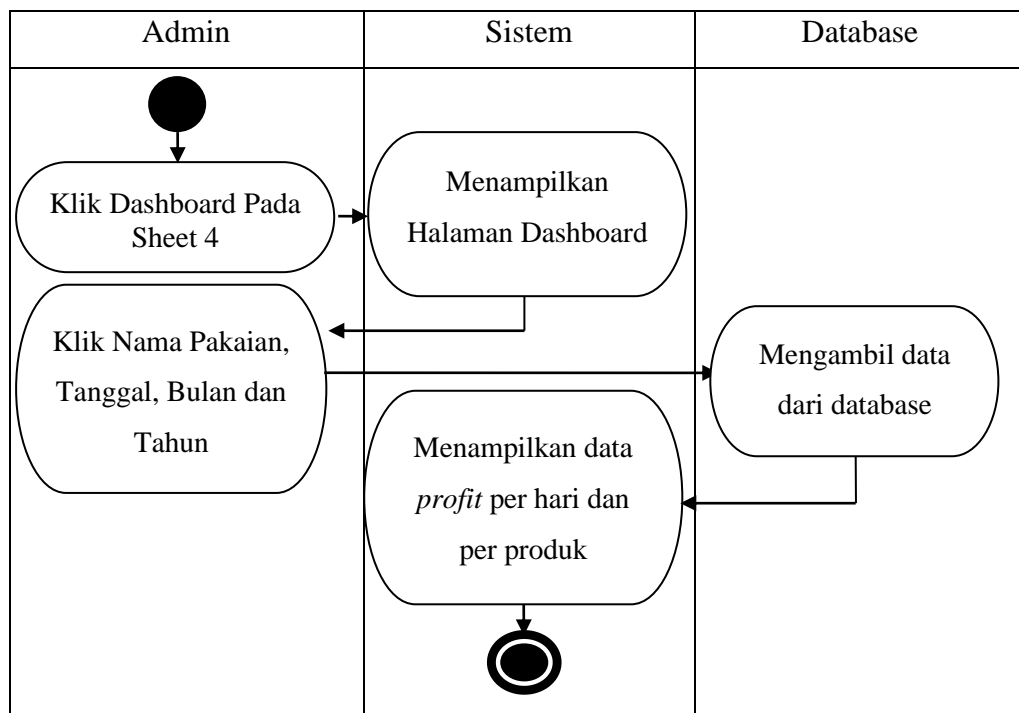 Admin
Sistem
Database
Klik Dashboard Pada
Sheet 4
Menampilkan
Halaman Dashboard
Klik Nama Pakaian,
Tanggal, Bulan dan
Tahun
Mengambil data
dari database
Menampilkan data
profit per hari dan
per produk